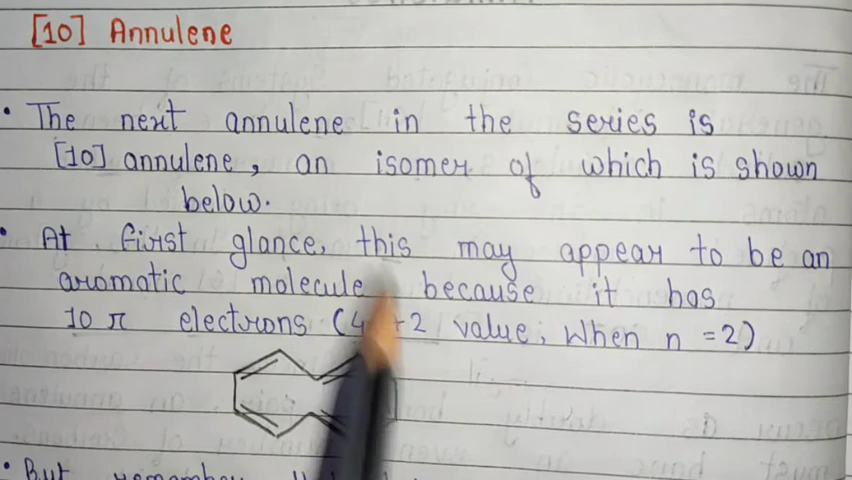 [10] Annulene
• The next annulene in the series is
[10] annulene, an isomer of which is shown
below.
• At first glance, this may appear to be an
aromatic molecule because it has
10 π electrons (4 +2 value, When n = 2)
• But remember